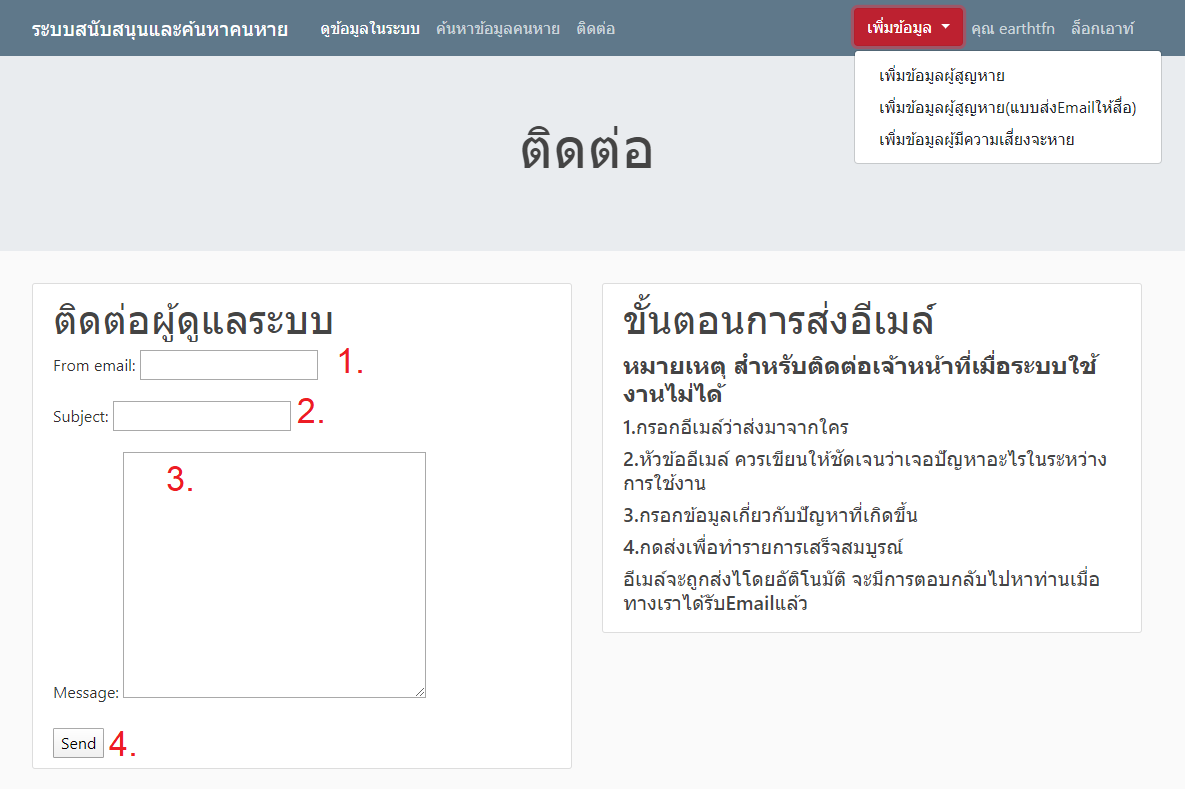 ระบบสนับสนุนและค้นหาคนหาย ดูข้อมูลในระบบ ค้นหาข้อมูลคนหาย ติดต่อ เพิ่มข้อมูล คุณ earthtfn ล็อกเอาท์
เพิ่มข้อมูลผู้สูญหาย
เพิ่มข้อมูลผู้สูญหาย(แบบส่งEmailให้สื่อ)
เพิ่มข้อมูลผู้มีความเสี่ยงจะหาย
ติดต่อ
ติดต่อผู้ดูแลระบบ
From email: 1.
Subject: 2.
3.
Message:
Send 4.
ขั้นตอนการส่งอีเมล์
หมายเหตุ สำหรับติดต่อเจ้าหน้าที่เมื่อระบบใช้
งานไม่ได้
1.กรอกอีเมล์ว่าส่งมาจากใคร
2.หัวข้ออีเมล์ ควรเขียนให้ชัดเจนว่าเจอปัญหาอะไรในระหว่าง
การใช้งาน
3.กรอกข้อมูลเกี่ยวกับปัญหาที่เกิดขึ้น
4.กดส่งเพื่อทำรายการเสร็จสมบูรณ์
อีเมล์จะถูกส่งไโดยอัติโนมัติ จะมีการตอบกลับไปหาท่านเมื่อ
ทางเราได้รับEmailแล้ว